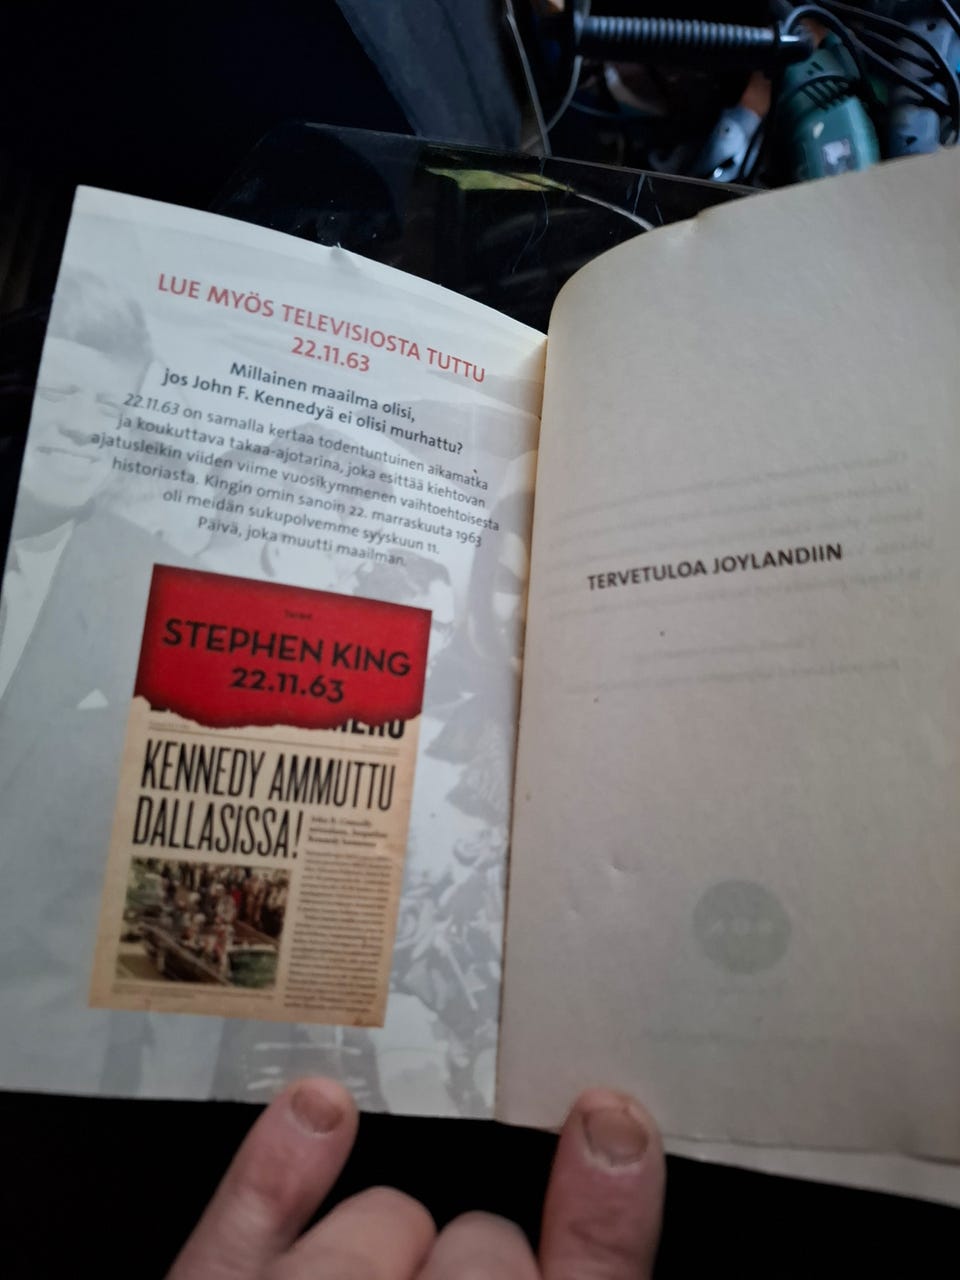 LUE MYÖS TELEVISIOSTA TUTTU
22.11.63
Millainen maailma olisi,
jos John F. Kennedyä ei olisi murhattu?
22.11.63 on samalla kertaa todentuntuinen aikamatka
ja koukuttava takaa-ajotarina, joka esittää kiehtovan
ajatusleikin viiden viime vuosikymmenen vaihtoehtoisesta
historiasta. Kingin omin sanoin 22. marraskuuta 1963
oli meidän sukupolvemme syyskuun 11.
Päivä, joka muutti maailman.
STEPHEN KING
22.11.63
KENNEDY AMMUTTU
DALLASISSA!
TERVETULOA JOYLANDIIN